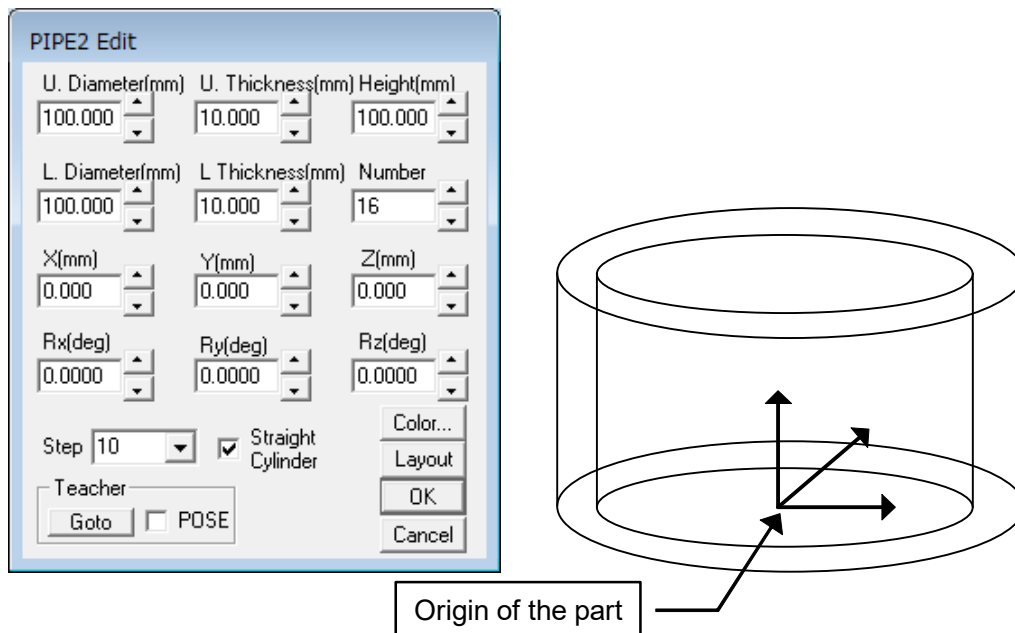 PIPE2 Edit
U. Diameter(mm) U. Thickness(mm) Height(mm)
100.000 10.000 100.000
L. Diameter(mm) L Thickness(mm) Number
100.000 10.000 16
X(mm) Y(mm) Z(mm)
0.000 0.000 0.000
Rx(deg) Ry(deg) Rz(deg)
0.0000 0.0000 0.0000
Step 10 Straight
Cylinder
Color...
Layout
Teacher
Goto POSE
OK
Cancel
Origin of the part